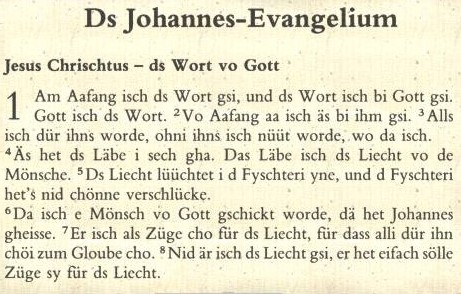 Ds Johannes-Evangelium
Jesus Chrischtus – ds Wort vo Gott
1 Am Aafang isch ds Wort gsi, und ds Wort isch bi Gott gsi.
Gott isch ds Wort. ²Vo Aafang aa isch äs bi ihm gsi. ³Alls
isch dür ihns worde, ohni ihns isch nüüt worde, wo da isch.
⁴Äs het ds Läbe i sech gha. Das Läbe isch ds Liecht vo de
Mönsche. ⁵Ds Liecht lüüchtet i d Fyschteri yne, und d Fyschteri
het's nid chönne verschlücke.
⁶Da isch e Mönsch vo Gott gschickt worde, dä het Johannes
gheisse. ⁷Er isch als Züge cho für ds Liecht, für dass alli dür ihn
chöi zum Gloube cho. ⁸Nid är isch ds Liecht gsi, er het eifach sölle
Züge sy für ds Liecht.